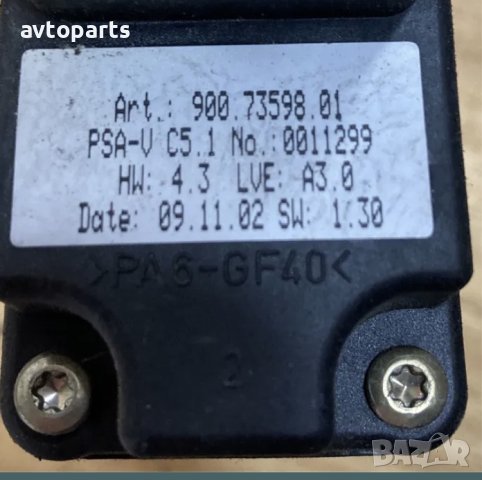 avtoparts
Art.: 900.73598.01
PSA-V C5.1 No.:0011299
HW: 4.3 LVE: A3.0
Date: 09.11.02 SW: 1.30
>PA6-GF40<
2
BAZAR